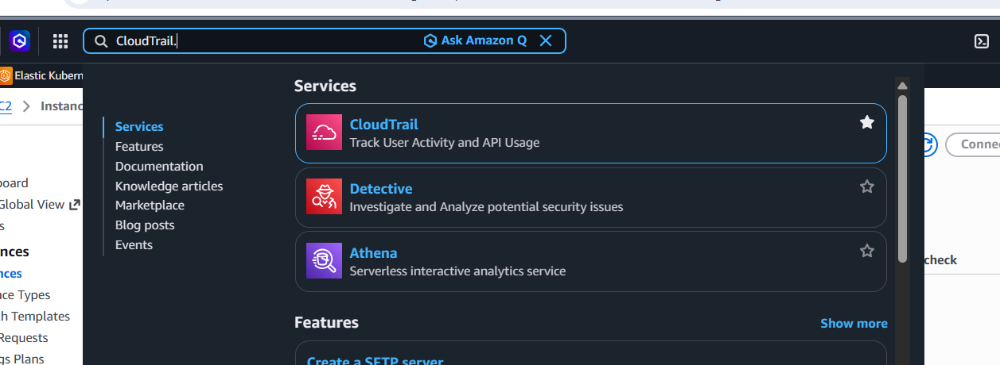 CloudTrail.
Ask Amazon Q
Elastic Kubern
C2 > Instanc
Services
Features
Documentation
Knowledge articles
Marketplace
Blog posts
Events
Services
CloudTrail
Track User Activity and API Usage
Detective
Investigate and Analyze potential security issues
Athena
Serverless interactive analytics service
Features
Show more
Create a SFTP server
Connec
check
board
Global View
s
nces
nces
nce Types
h Templates
Requests
gs Plans